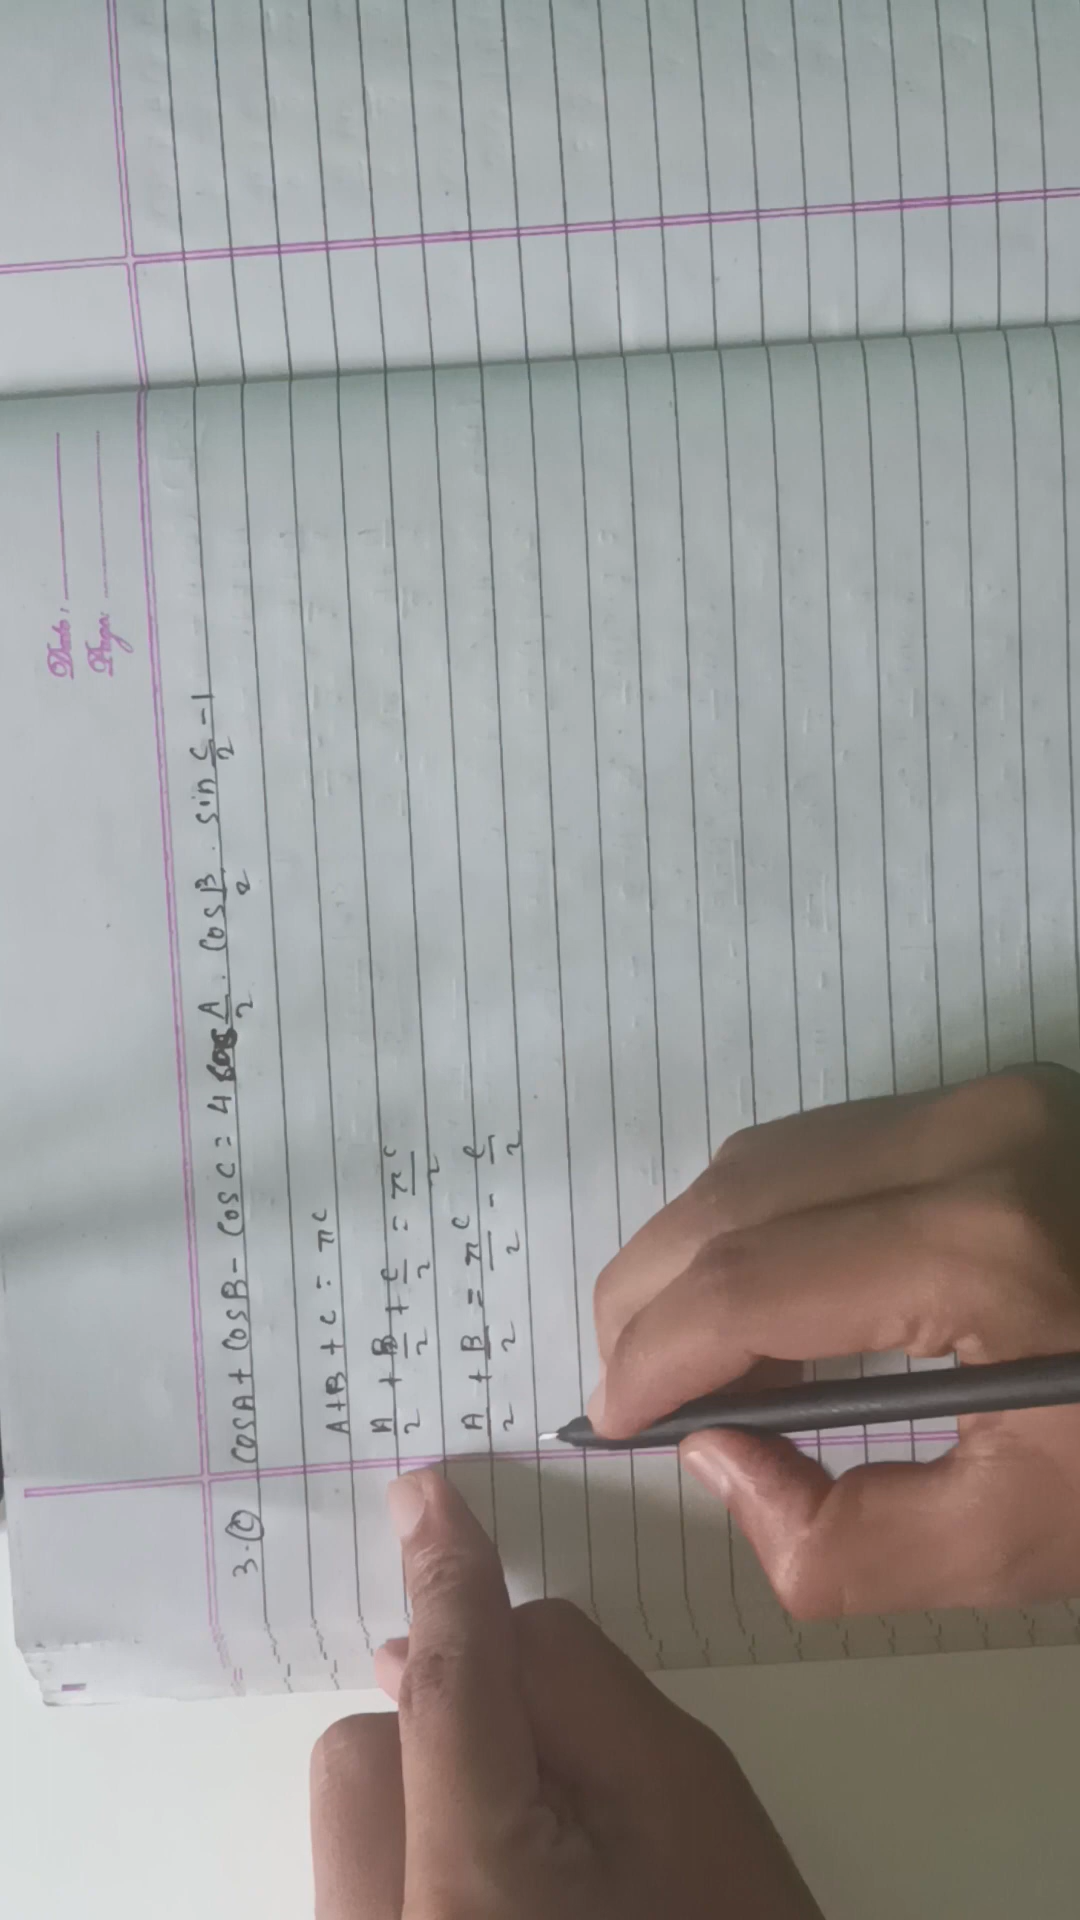 Date:
Page:
3.(c) cosA + cosB - cosC = 4 cos A/2 . cos B/2 . sin C/2 - 1
A+B+C = π^c
A/2 + B/2 + C/2 = π^c/2
A/2 + B/2 = π^c/2 - C/2